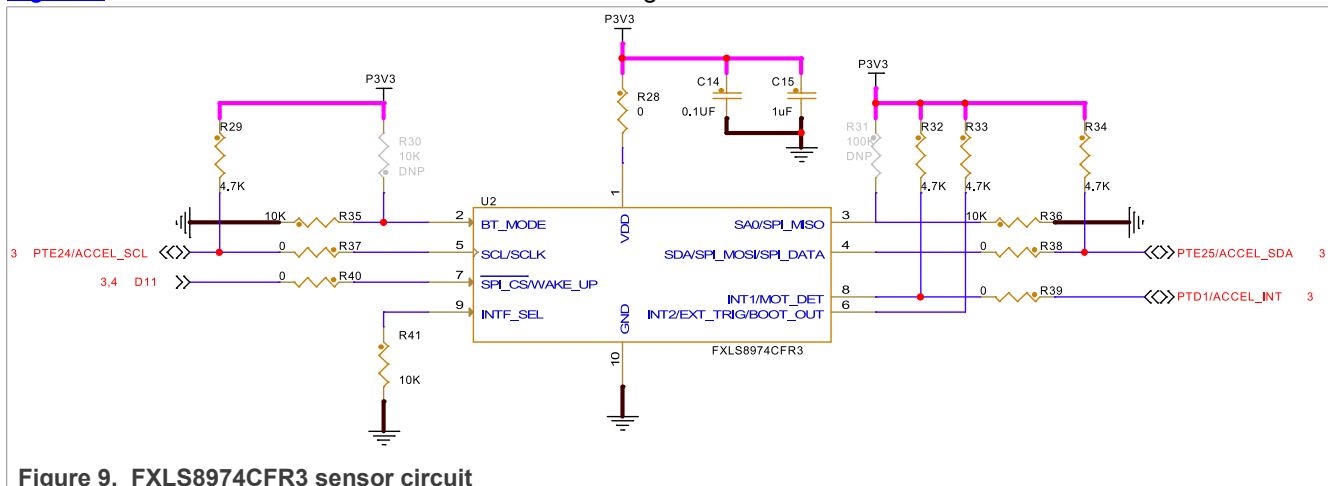 P3V3
P3V3
P3V3
R29
4.7K
R30
10K
DNP
R28
0
C14
0.1UF
C15
1uF
R31
100K
DNP
R32
4.7K
R33
4.7K
R34
4.7K
U2
1
VDD
10K
R35
2
BT_MODE
SA0/SPI_MISO
3
10K
R36
3
PTE24/ACCEL_SCL
0
R37
5
SCL/SCLK
SDA/SPI_MOSI/SPI_DATA
4
0
R38
PTE25/ACCEL_SDA
3
3,4
D11
0
R40
7
SPI_CS/WAKE_UP
INT1/MOT_DET
8
0
R39
PTD1/ACCEL_INT
3
9
INTF_SEL
INT2/EXT_TRIG/BOOT_OUT
6
GND
10
FXLS8974CFR3
R41
10K
Figure 9. FXLS8974CFR3 sensor circuit